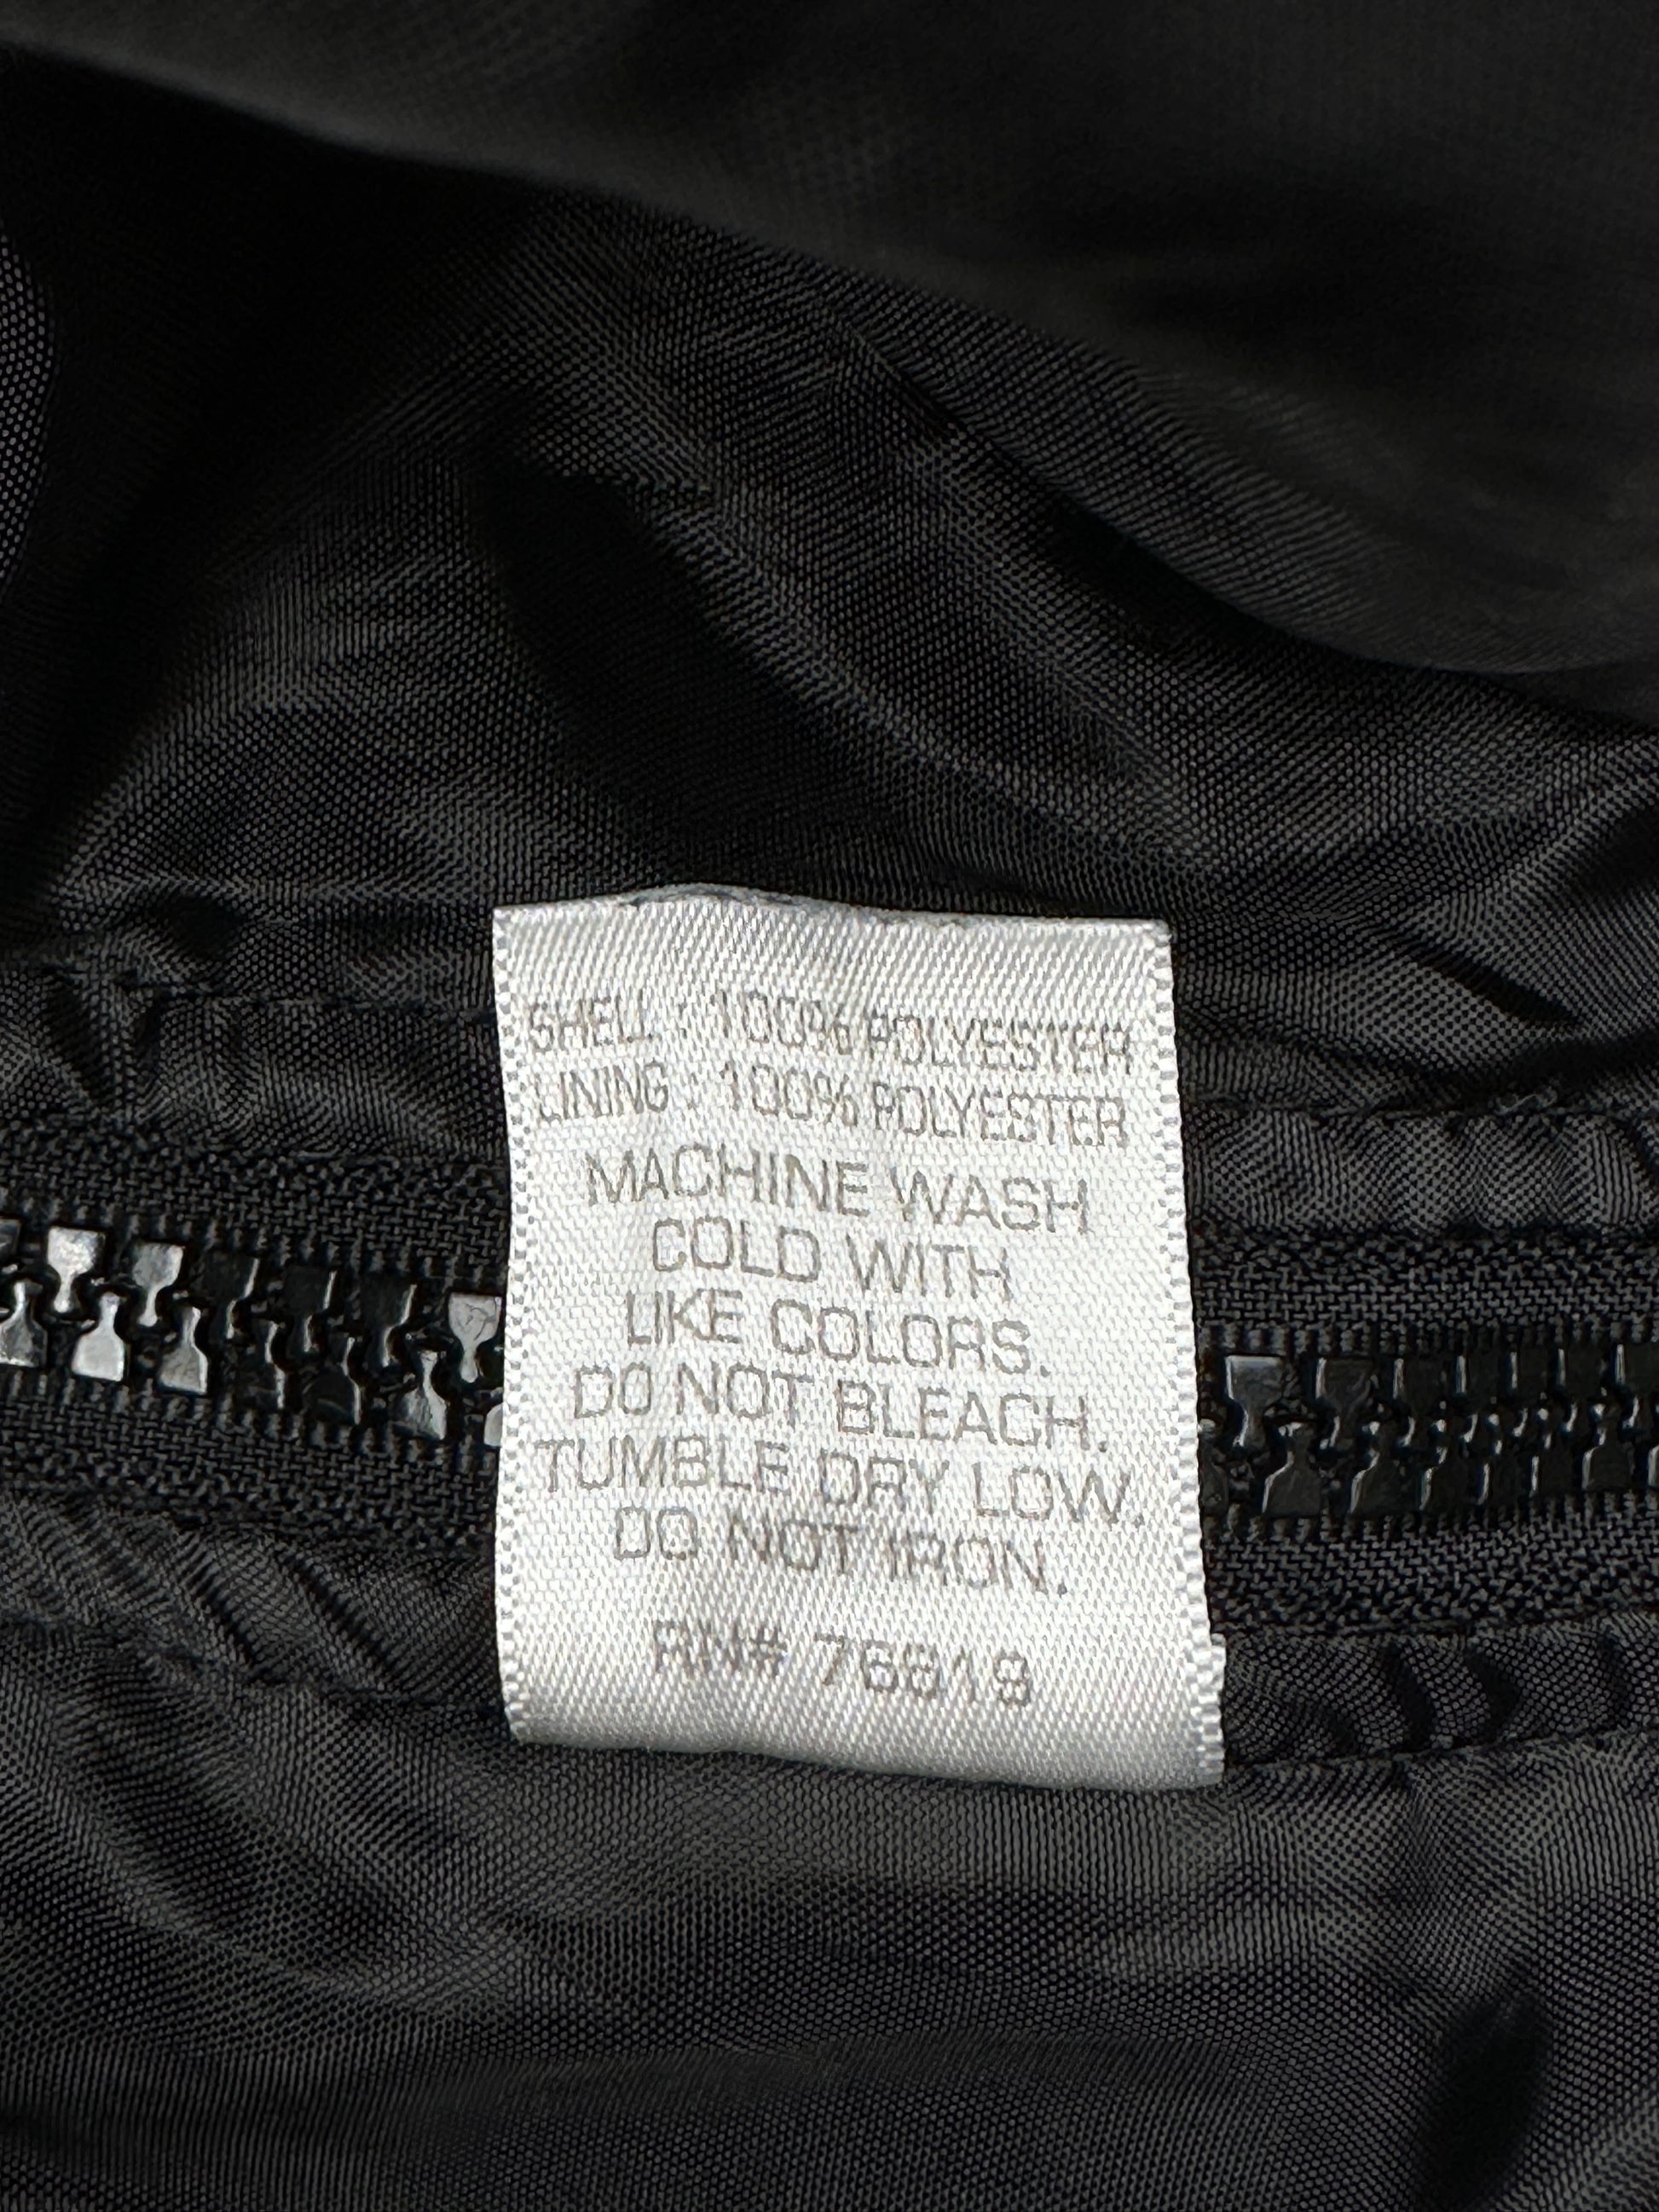 SHELL : 100% POLYESTER
LINING : 100% POLYESTER
MACHINE WASH
COLD WITH
LIKE COLORS.
DO NOT BLEACH.
TUMBLE DRY LOW.
DO NOT IRON.
RN#